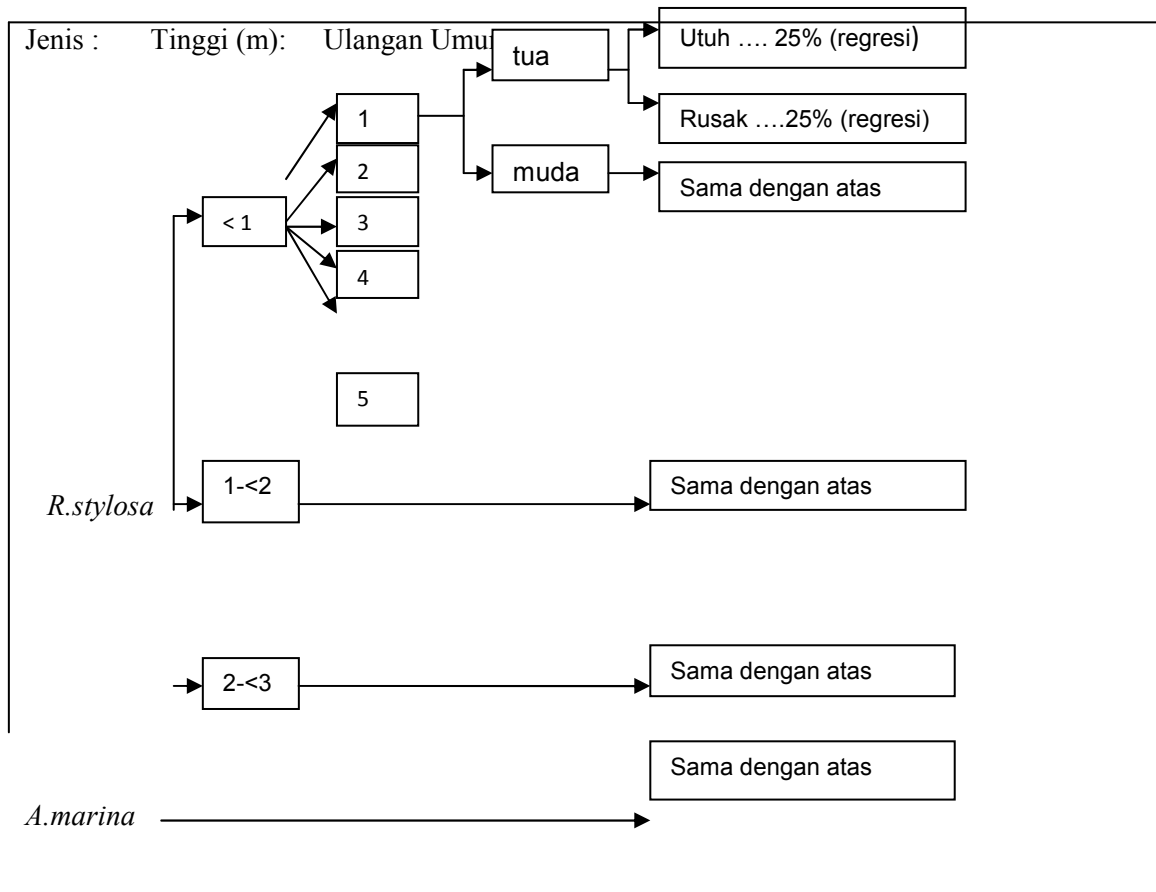 Jenis : Tinggi (m): Ulangan
tua
Utuh …. 25% (regresi)
Rusak ….25% (regresi)
muda
Sama dengan atas
1
2
3
4
5
< 1
R.stylosa
1-<2
Sama dengan atas
2-<3
Sama dengan atas
Sama dengan atas
A.marina